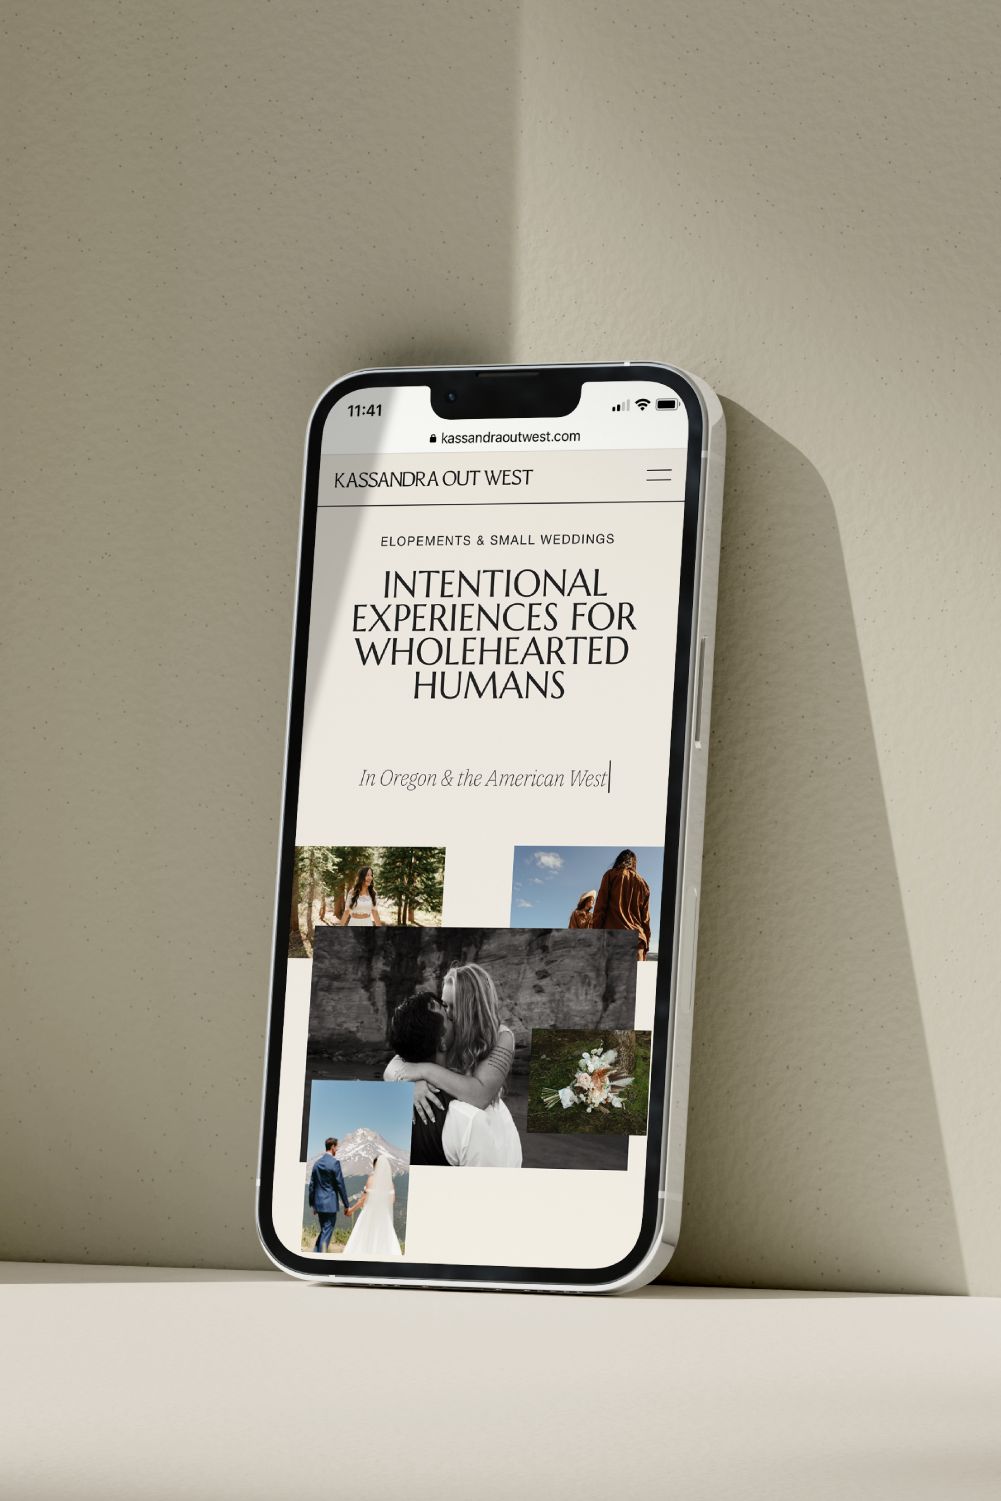 11:41
kassandraoutwest.com
KASSANDRA OUT WEST
ELOPEMENTS & SMALL WEDDINGS
INTENTIONAL
EXPERIENCES FOR
WHOLEHEARTED
HUMANS
In Oregon & the American West